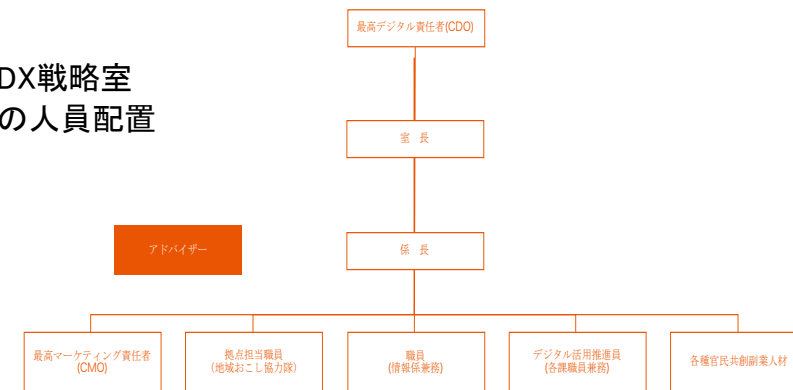 最高デジタル責任者(CDO)
DX戦略室
の人員配置
室 長
アドバイザー
係 長
最高マーケティング責任者
(CMO)
拠点担当職員
(地域おこし協力隊)
職員
(情報係兼務)
デジタル活用推進員
(各課職員兼務)
各種官民共創副業人材